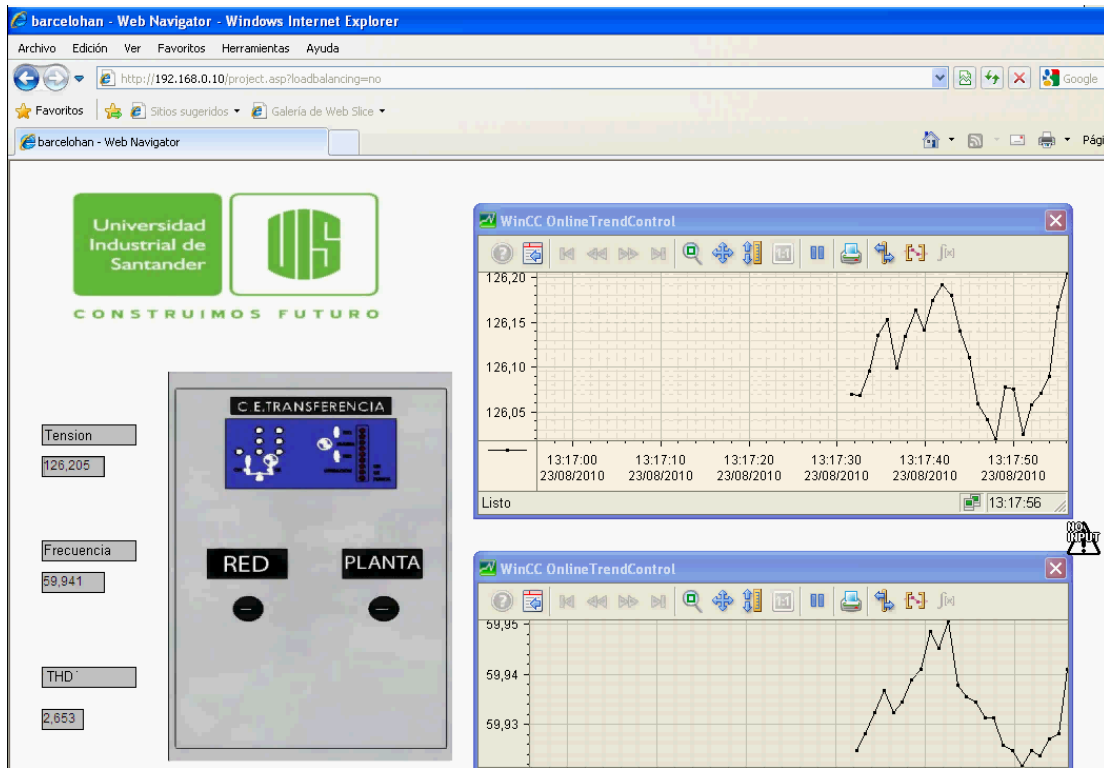 barcelohan - Web Navigator - Windows Internet Explorer
Archivo Edición Ver Favoritos Herramientas Ayuda
http://192.168.0.10/project.asp?loadbalancing=no
Google
Favoritos Sitios sugeridos Galería de Web Slice
barcelohan - Web Navigator
Pági
Universidad
Industrial de
Santander
UIS
CONSTRUIMOS FUTURO
C.E.TRANSFERENCIA
Tension
126,205
Frecuencia
59,941
THD
2,653
RED
PLANTA
WinCC OnlineTrendControl
126,20
126,15
126,10
126,05
13:17:00 13:17:10 13:17:20 13:17:30 13:17:40 13:17:50
23/08/2010 23/08/2010 23/08/2010 23/08/2010 23/08/2010 23/08/2010
Listo
13:17:56
NO
INPUT
WinCC OnlineTrendControl
59,95
59,94
59,93